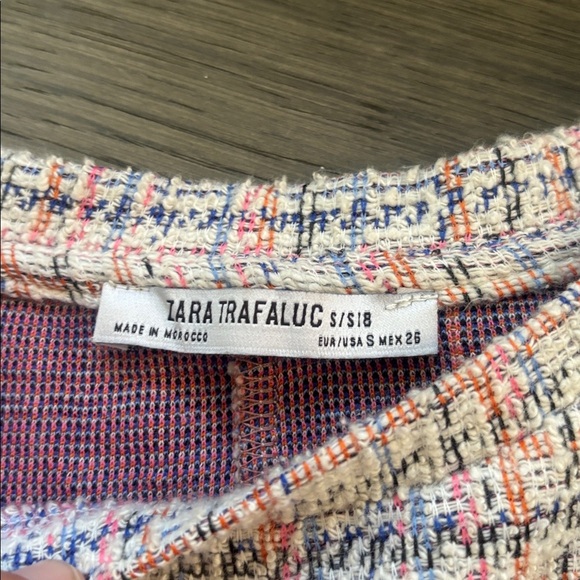 ZARA TRAFALUC S/S18
MADE IN MOROCCO EUR/USA S MEX 26